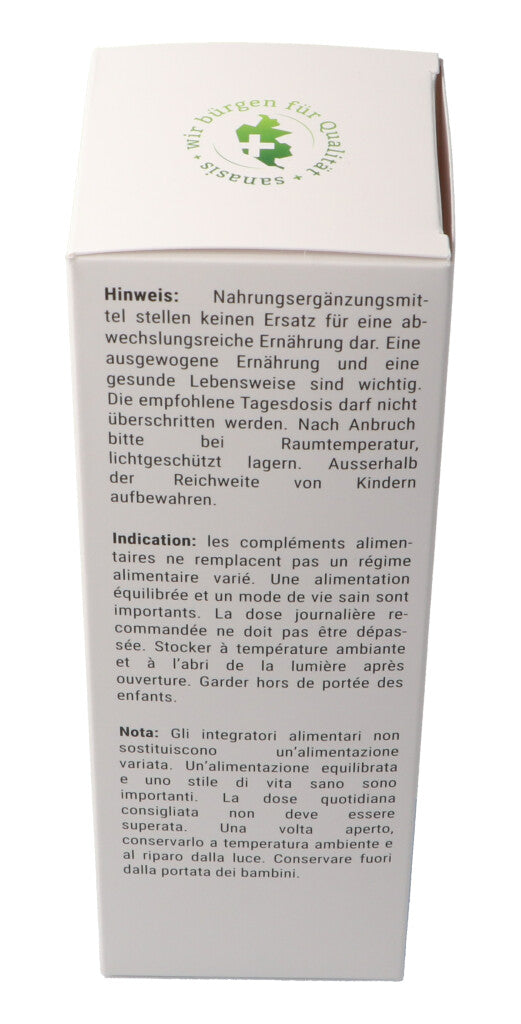 wir bürgen für Qualität + sanasis +
Hinweis: Nahrungsergänzungsmit-
tel stellen keinen Ersatz für eine ab-
wechslungsreiche Ernährung dar. Eine
ausgewogene Ernährung und eine
gesunde Lebensweise sind wichtig.
Die empfohlene Tagesdosis darf nicht
überschritten werden. Nach Anbruch
bitte bei Raumtemperatur,
lichtgeschützt lagern. Ausserhalb
der Reichweite von Kindern
aufbewahren.
Indication: les compléments alimen-
taires ne remplacent pas un régime
alimentaire varié. Une alimentation
équilibrée et un mode de vie sain sont
importants. La dose journalière re-
commandée ne doit pas être dépas-
sée. Stocker à température ambiante
et à l'abri de la lumière après
ouverture. Garder hors de portée des
enfants.
Nota: Gli integratori alimentari non
sostituiscono un'alimentazione
variata. Un'alimentazione equilibrata
e uno stile di vita sano sono
importanti. La dose quotidiana
consigliata non deve essere
superata. Una volta aperto,
conservarlo a temperatura ambiente e
al riparo dalla luce. Conservare fuori
dalla portata dei bambini.